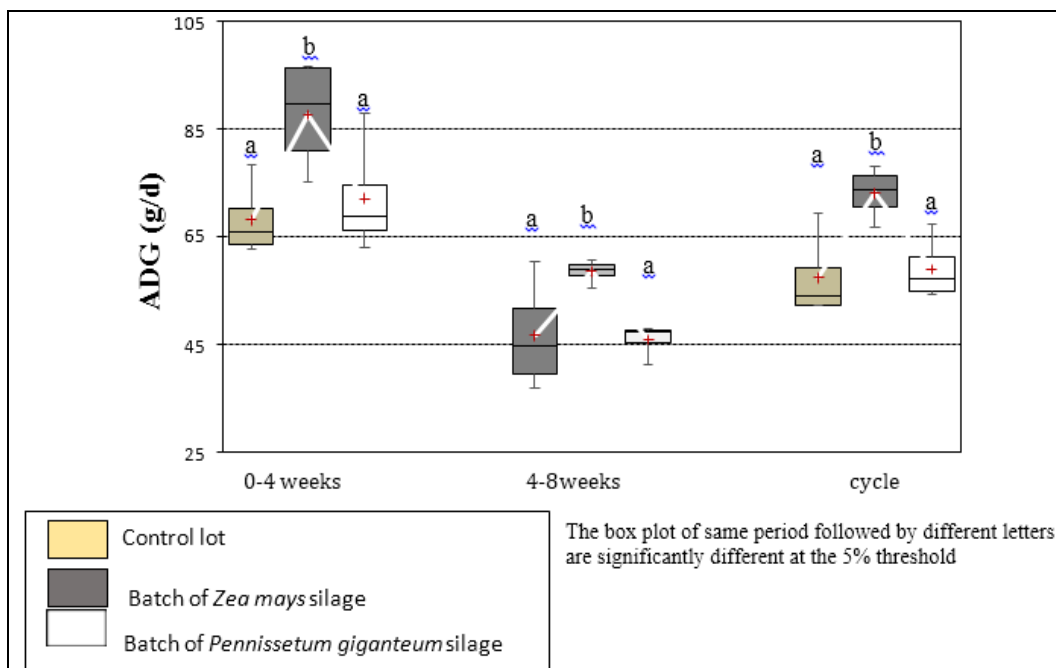 105
85
65
45
25
ADG (g/d)
a
b
a
a
b
a
a
b
a
0-4 weeks
4-8weeks
cycle
Control lot
Batch of Zea mays silage
Batch of Pennissetum giganteum silage
The box plot of same period followed by different letters
are significantly different at the 5% threshold